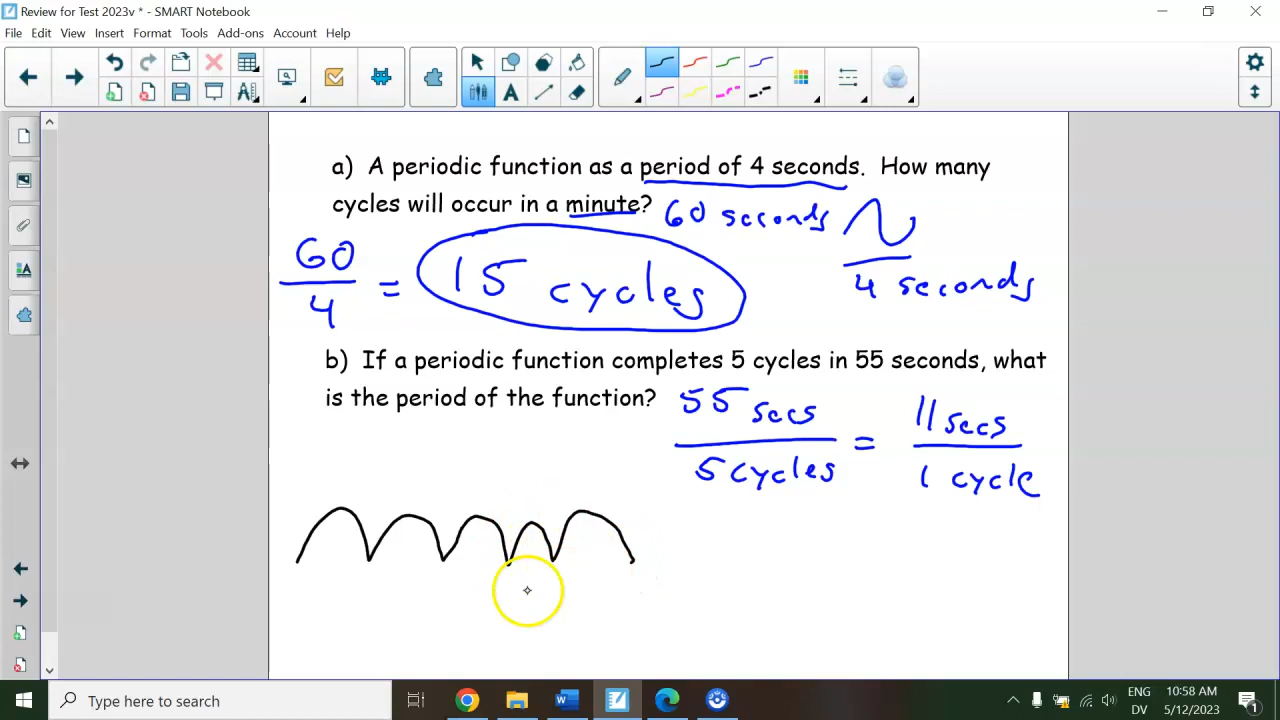 Review for Test 2023v * - SMART Notebook
File Edit View Insert Format Tools Add-ons Account Help
a) A periodic function as a period of 4 seconds. How many
cycles will occur in a minute? 60 seconds
4 seconds
60
4
= 15 cycles
b) If a periodic function completes 5 cycles in 55 seconds, what
is the period of the function?
55 secs
5 cycles
=
11 secs
1 cycle
Type here to search
ENG
DV
10:58 AM
5/12/2023
1